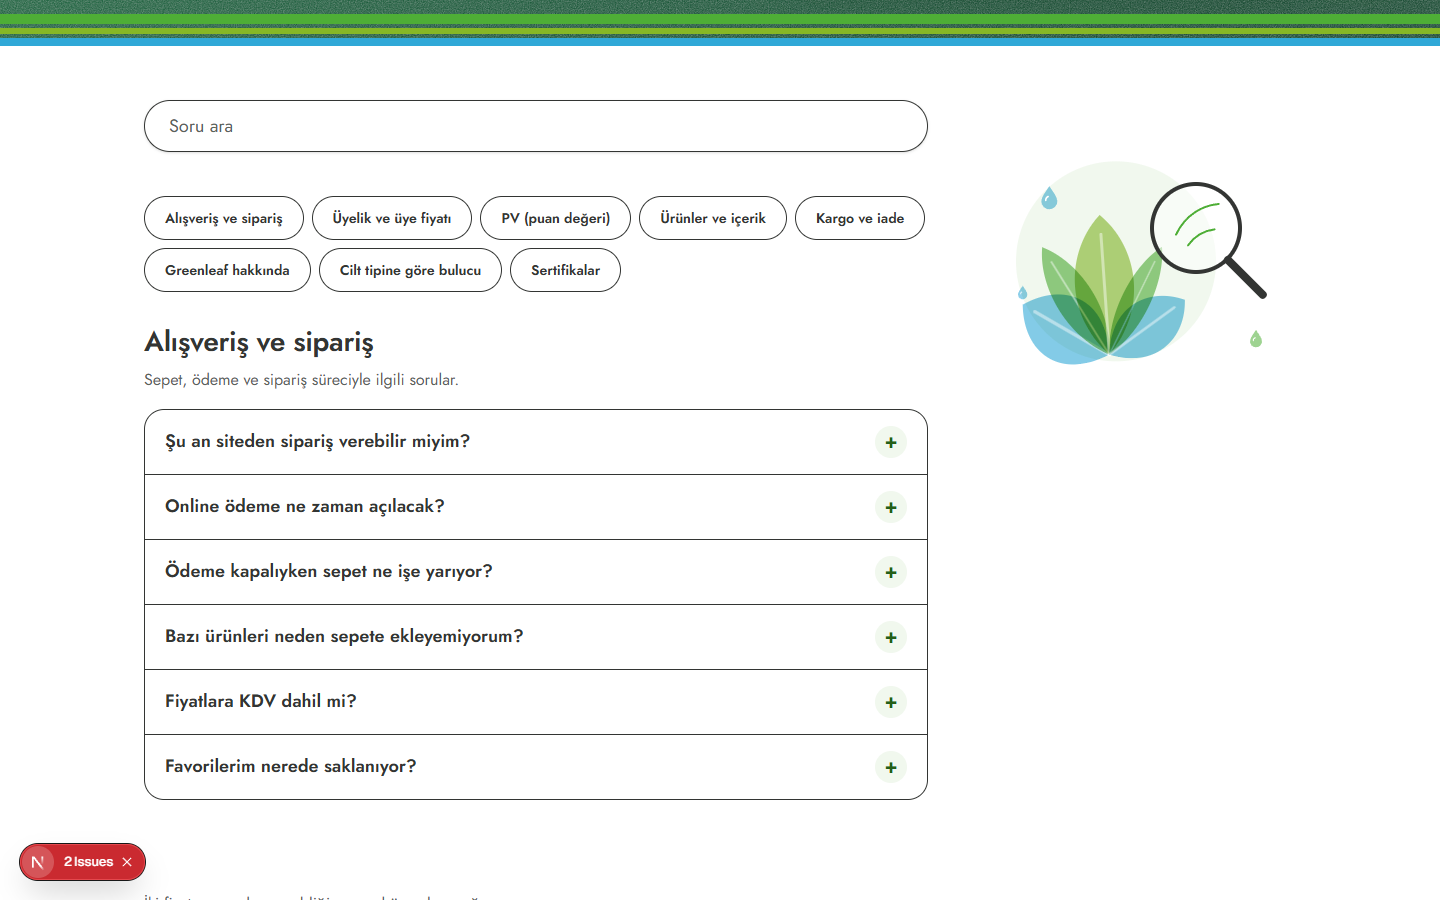 Soru ara
Alışveriş ve sipariş
Üyelik ve üye fiyatı
PV (puan değeri)
Ürünler ve içerik
Kargo ve iade
Greenleaf hakkında
Cilt tipine göre bulucu
Sertifikalar
Alışveriş ve sipariş
Sepet, ödeme ve sipariş süreciyle ilgili sorular.
Şu an siteden sipariş verebilir miyim?
Online ödeme ne zaman açılacak?
Ödeme kapalıyken sepet ne işe yarıyor?
Bazı ürünleri neden sepete ekleyemiyorum?
Fiyatlara KDV dahil mi?
Favorilerim nerede saklanıyor?
N 2 Issues